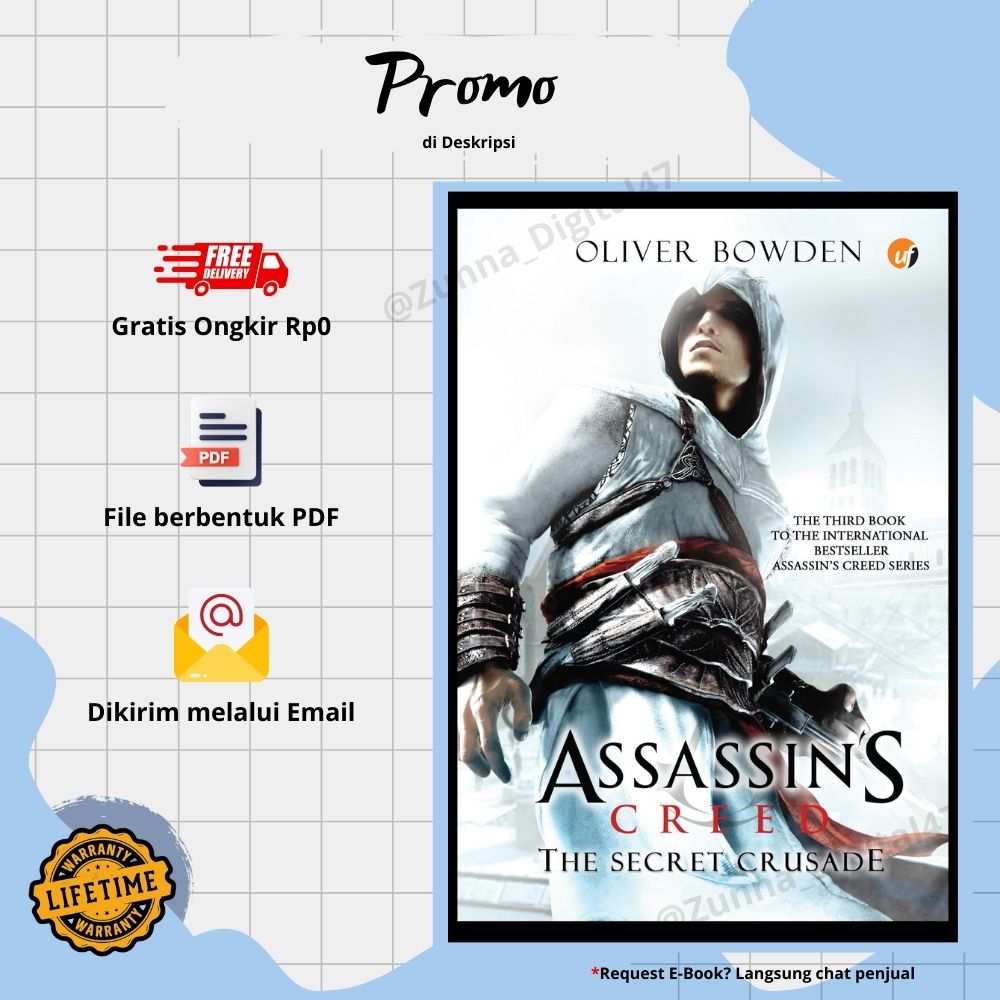 Promo
di Deskripsi
@Zunna_Digital47
FREE
DELIVERY
Gratis Ongkir Rp0
PDF
File berbentuk PDF
@
Dikirim melalui Email
WARRANTY
LIFETIME
WARRANTY
OLIVER BOWDEN
uf
THE THIRD BOOK
TO THE INTERNATIONAL
BESTSELLER
ASSASSIN'S CREED SERIES
ASSASSIN'S
CREED
THE SECRET CRUSADE
@Zunna_Digital4
*Request E-Book? Langsung chat penjual